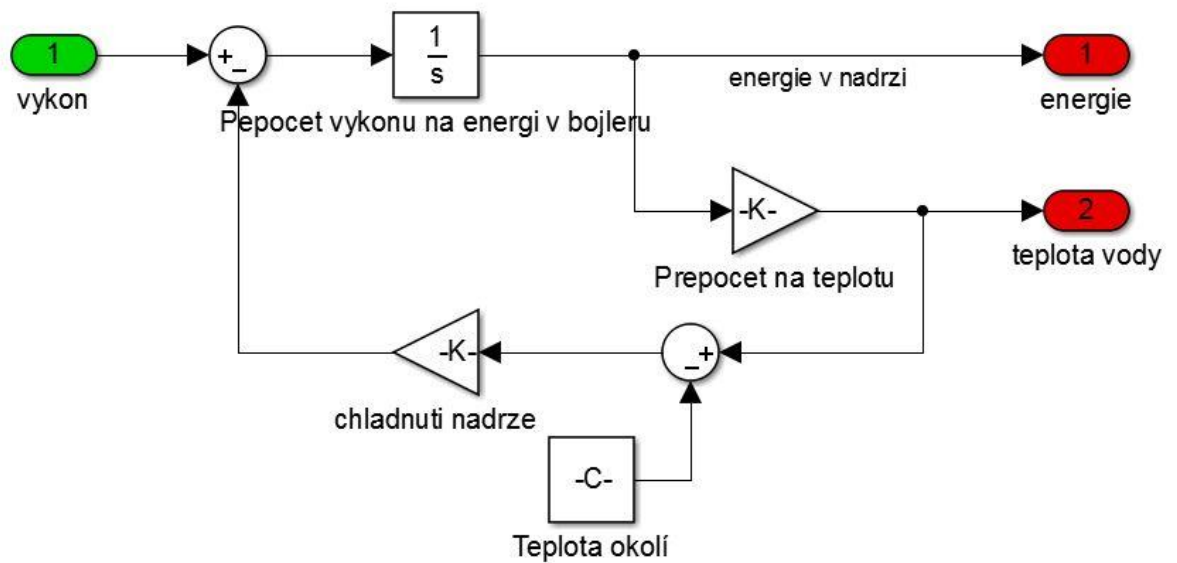 1
vykon
+
−
1
s
Pepocet vykonu na energi v bojleru
energie v nadrzi
1
energie
-K-
Prepocet na teplotu
2
teplota vody
-K-
chladnuti nadrze
−
+
-C-
Teplota okolí